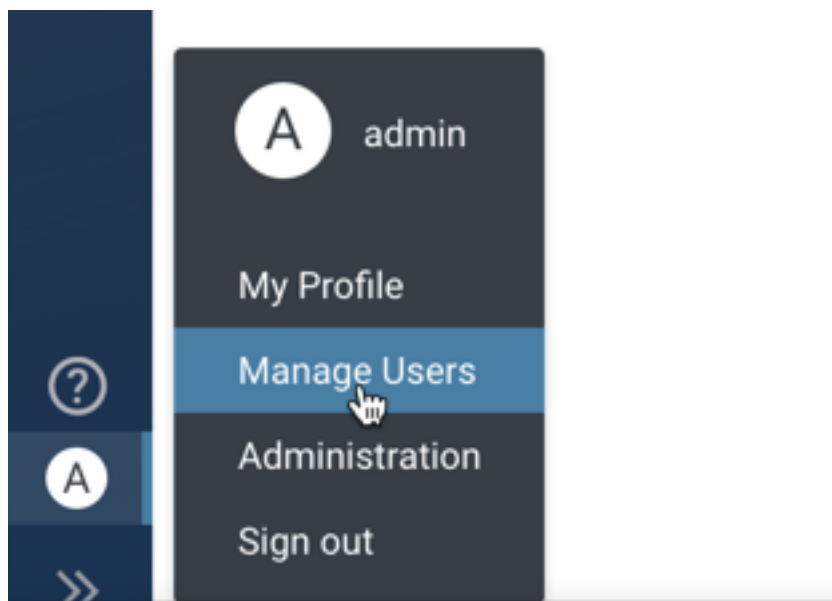 A
admin
My Profile
Manage Users
?
Administration
A
Sign out